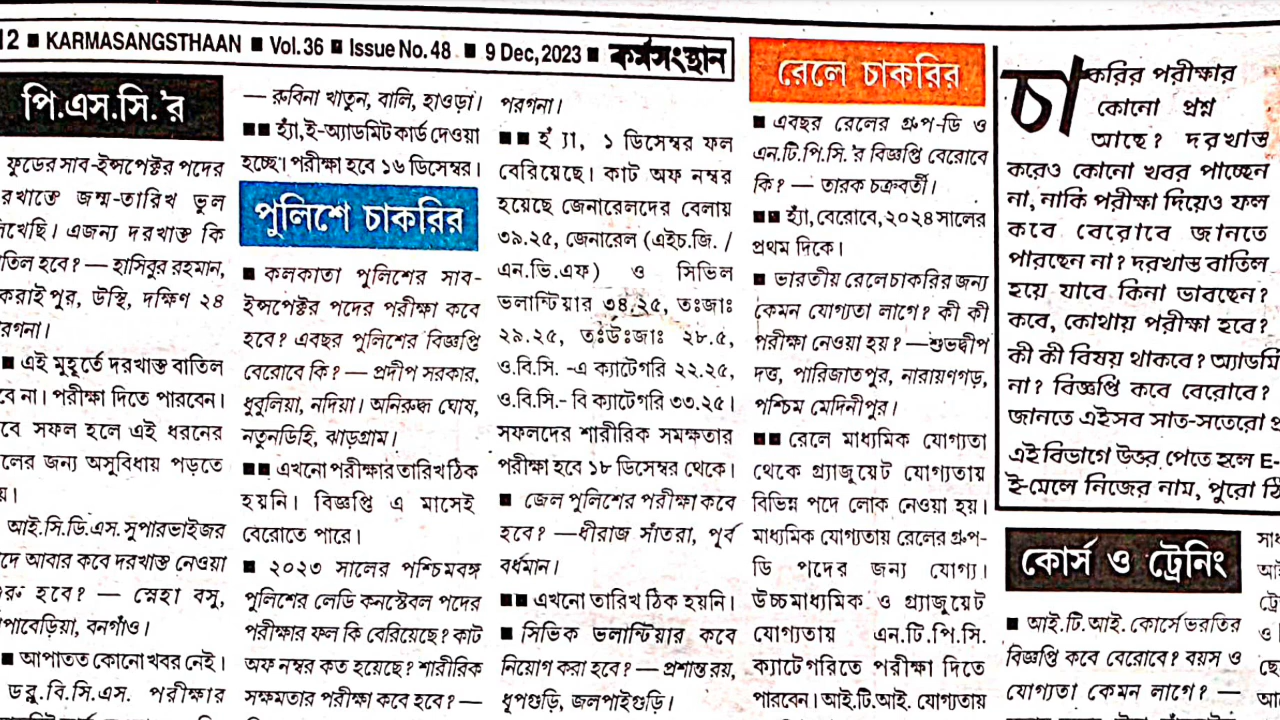 12 ■ KARMASANGSTHAAN ■ Vol. 36 ■ Issue No. 48 ■ 9 Dec, 2023 ■ কর্মসংস্থান
পি.এস.সি.'র
ফুডের সাব-ইন্সপেক্টর পদের
জন্ম-তারিখ ভুল
এজন্য দরখাস্ত কি
হবে? — হাসিবুর রহমান,
উস্থি, দক্ষিণ ২৪
■ এই মুহূর্তে দরখাস্ত বাতিল
না। পরীক্ষা দিতে পারবেন।
সফল হলে এই ধরনের
জন্য অসুবিধায় পড়তে
আই.সি.ডি.এস. সুপারভাইজর
আবার কবে দরখাস্ত নেওয়া
হবে? — স্নেহা বসু,
বনগাঁও।
■ আপাতত কোনো খবর নেই।
ডব্লু.বি.সি.এস. পরীক্ষার
— রুবিনা খাতুন, বালি, হাওড়া।
■■ হ্যাঁ, ই-অ্যাডমিট কার্ড দেওয়া
হচ্ছে। পরীক্ষা হবে ১৬ ডিসেম্বর।
পুলিশে চাকরির
■ কলকাতা পুলিশের সাব-
ইন্সপেক্টর পদের পরীক্ষা কবে
হবে? এবছর পুলিশের বিজ্ঞপ্তি
বেরোবে কি? — প্রদীপ সরকার,
ধুবুলিয়া, নদিয়া। অনিরুদ্ধ ঘোষ,
নতুনডিহি, ঝাড়গ্রাম।
■■ এখনো পরীক্ষার তারিখ ঠিক
হয়নি। বিজ্ঞপ্তি এ মাসেই
বেরোতে পারে।
■ ২০২৩ সালের পশ্চিমবঙ্গ
পুলিশের লেডি কনস্টেবল পদের
পরীক্ষার ফল কি বেরিয়েছে? কাট
অফ নম্বর কত হয়েছে? শারীরিক
সক্ষমতার পরীক্ষা কবে হবে? —
পরগনা।
■■ হ্যাঁ, ১ ডিসেম্বর ফল
বেরিয়েছে। কাট অফ নম্বর
হয়েছে জেনারেলদের বেলায়
৩৯.২৫, জেনারেল (এইচ.জি. /
এন.ভি.এফ) ও সিভিল
ভলান্টিয়ার ৩৪.২৫, তঃজাঃ
২৯.২৫, তঃউঃজাঃ ২৮.৫,
ও.বি.সি. -এ ক্যাটেগরি ২২.২৫,
ও.বি.সি.- বি ক্যাটেগরি ৩৩.২৫।
সফলদের শারীরিক সমক্ষতার
পরীক্ষা হবে ১৮ ডিসেম্বর থেকে।
■ জেল পুলিশের পরীক্ষা কবে
হবে? —ধীরাজ সাঁতরা, পূর্ব
বর্ধমান।
■■ এখনো তারিখ ঠিক হয়নি।
■ সিভিক ভলান্টিয়ার কবে
নিয়োগ করা হবে? — প্রশান্ত রয়,
ধূপগুড়ি, জলপাইগুড়ি।
রেলে চাকরির
■ এবছর রেলের গ্রুপ-ডি ও
এন.টি.পি.সি.'র বিজ্ঞপ্তি বেরোবে
কি? — তারক চক্রবর্তী।
■■ হ্যাঁ, বেরোবে, ২০২৪ সালের
প্রথম দিকে।
■ ভারতীয় রেলে চাকরির জন্য
কেমন যোগ্যতা লাগে? কী কী
পরীক্ষা নেওয়া হয়? —শুভদ্বীপ
দত্ত, পারিজাতপুর, নারায়ণগড়,
পশ্চিম মেদিনীপুর।
■■ রেলে মাধ্যমিক যোগ্যতা
থেকে গ্র্যাজুয়েট যোগ্যতায়
বিভিন্ন পদে লোক নেওয়া হয়।
মাধ্যমিক যোগ্যতায় রেলের গ্রুপ-
ডি পদের জন্য যোগ্য।
উচ্চমাধ্যমিক ও গ্র্যাজুয়েট
যোগ্যতায় এন.টি.পি.সি.
ক্যাটেগরিতে পরীক্ষা দিতে
পারবেন। আই.টি.আই. যোগ্যতায়
চাকরির পরীক্ষার
কোনো প্রশ্ন
আছে? দরখাস্ত
করেও কোনো খবর পাচ্ছেন
না, নাকি পরীক্ষা দিয়েও ফল
কবে বেরোবে জানতে
পারছেন না? দরখাস্ত বাতিল
হয়ে যাবে কিনা ভাবছেন?
কবে, কোথায় পরীক্ষা হবে?
কী কী বিষয় থাকবে?
না? বিজ্ঞপ্তি কবে বেরোবে?
জানতে এইসব সাত-সতেরো
এই বিভাগে উত্তর পেতে হলে E-
ই-মেলে নিজের নাম, পুরো
কোর্স ও ট্রেনিং
■ আই.টি.আই. কোর্সে ভরতির
বিজ্ঞপ্তি কবে বেরোবে? বয়স ও
যোগ্যতা কেমন লাগে? —